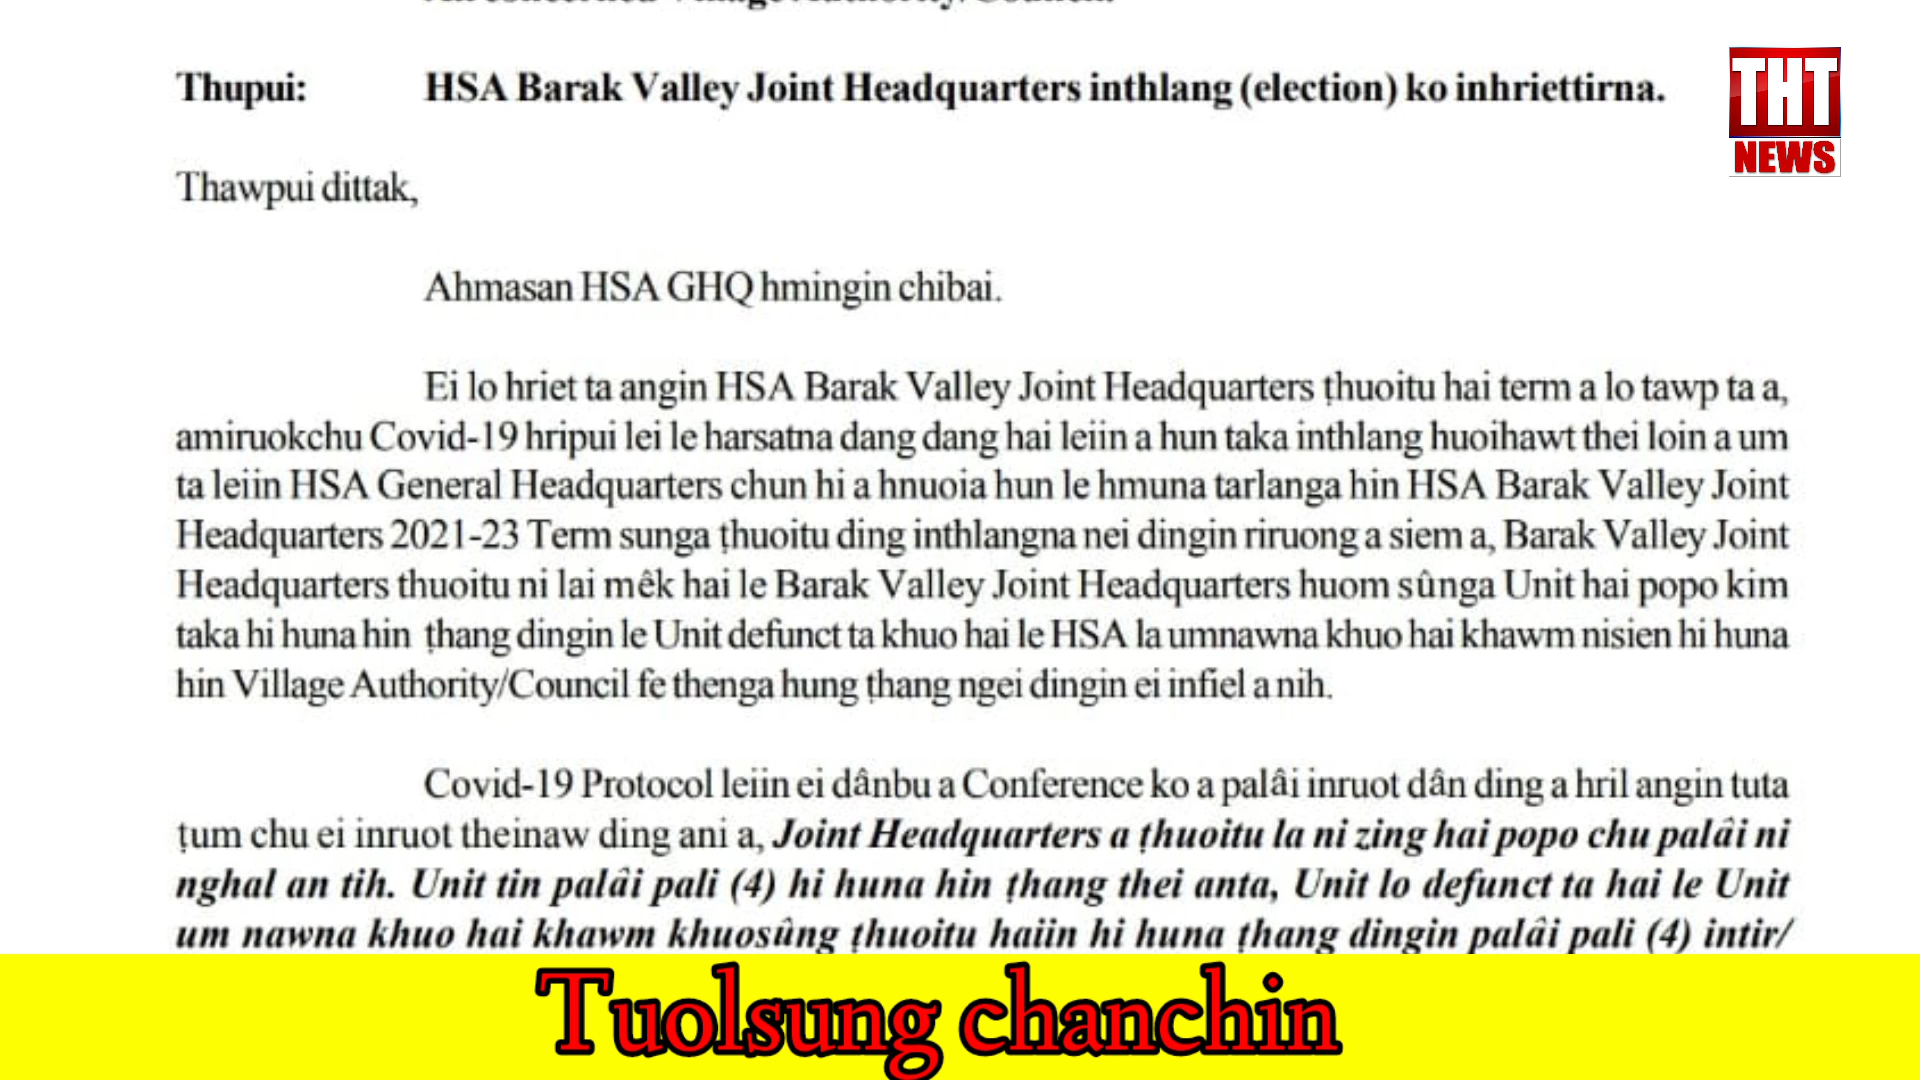 All concerned Village Authority/Council.
Thupui: HSA Barak Valley Joint Headquarters inthlang (election) ko inhriettirna.
THT
NEWS
Thawpui dittak,
Ahmasan HSA GHQ hmingin chibai.
Ei lo hriet ta angin HSA Barak Valley Joint Headquarters ṭhuoitu hai term a lo tawp ta a,
amiruokchu Covid-19 hripui lei le harsatna dang dang hai leiin a hun taka inthlang huoihawt thei loin a um
ta leiin HSA General Headquarters chun hi a hnuoia hun le hmuna tarlanga hin HSA Barak Valley Joint
Headquarters 2021-23 Term sunga ṭhuoitu ding inthlangna nei dingin riruong a siem a, Barak Valley Joint
Headquarters thuoitu ni lai mêk hai le Barak Valley Joint Headquarters huom sûnga Unit hai popo kim
taka hi huna hin ṭhang dingin le Unit defunct ta khuo hai le HSA la umnawna khuo hai khawm nisien hi huna
hin Village Authority/Council fe thenga hung ṭhang ngei dingin ei infiel a nih.
Covid-19 Protocol leiin ei dânbu a Conference ko a palâi inruot dân ding a hril angin tuta
ṭum chu ei inruot theinaw ding ani a, Joint Headquarters a ṭhuoitu la ni zing hai popo chu palâi ni
nghal an tih. Unit tin palâi pali (4) hi huna hin ṭhang thei anta, Unit lo defunct ta hai le Unit
um nawna khuo hai khawm khuosûng ṭhuoitu haiin hi huna ṭhang dingin palâi pali (4) intir/
Tuolsung chanchin